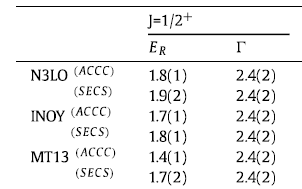 J=1/2⁺
E_R Γ
N3LO (ACCC) 1.8(1) 2.4(2)
(SECS) 1.9(2) 2.4(2)
INOY (ACCC) 1.7(1) 2.4(2)
(SECS) 1.8(1) 2.4(2)
MT13 (ACCC) 1.4(1) 2.4(2)
(SECS) 1.7(2) 2.4(2)